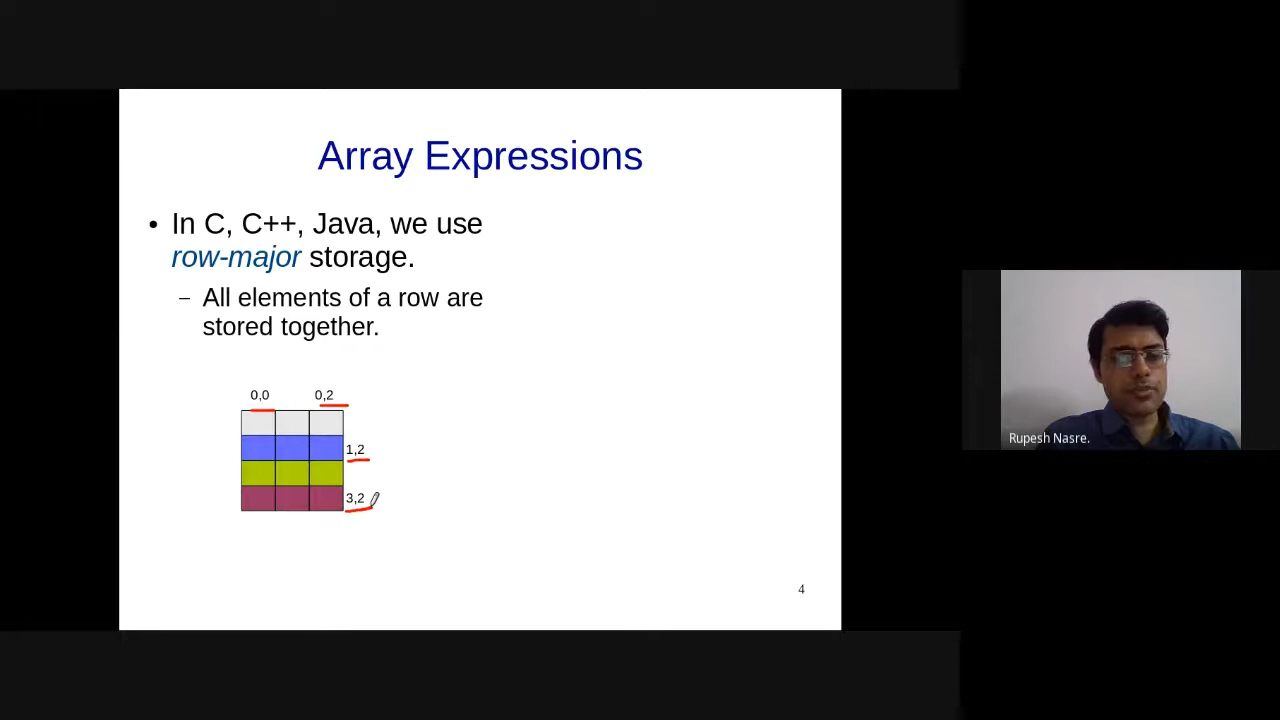 Array Expressions
• In C, C++, Java, we use
row-major storage.
– All elements of a row are
stored together.
0,0 0,2
1,2
3,2
4
Rupesh Nasre.